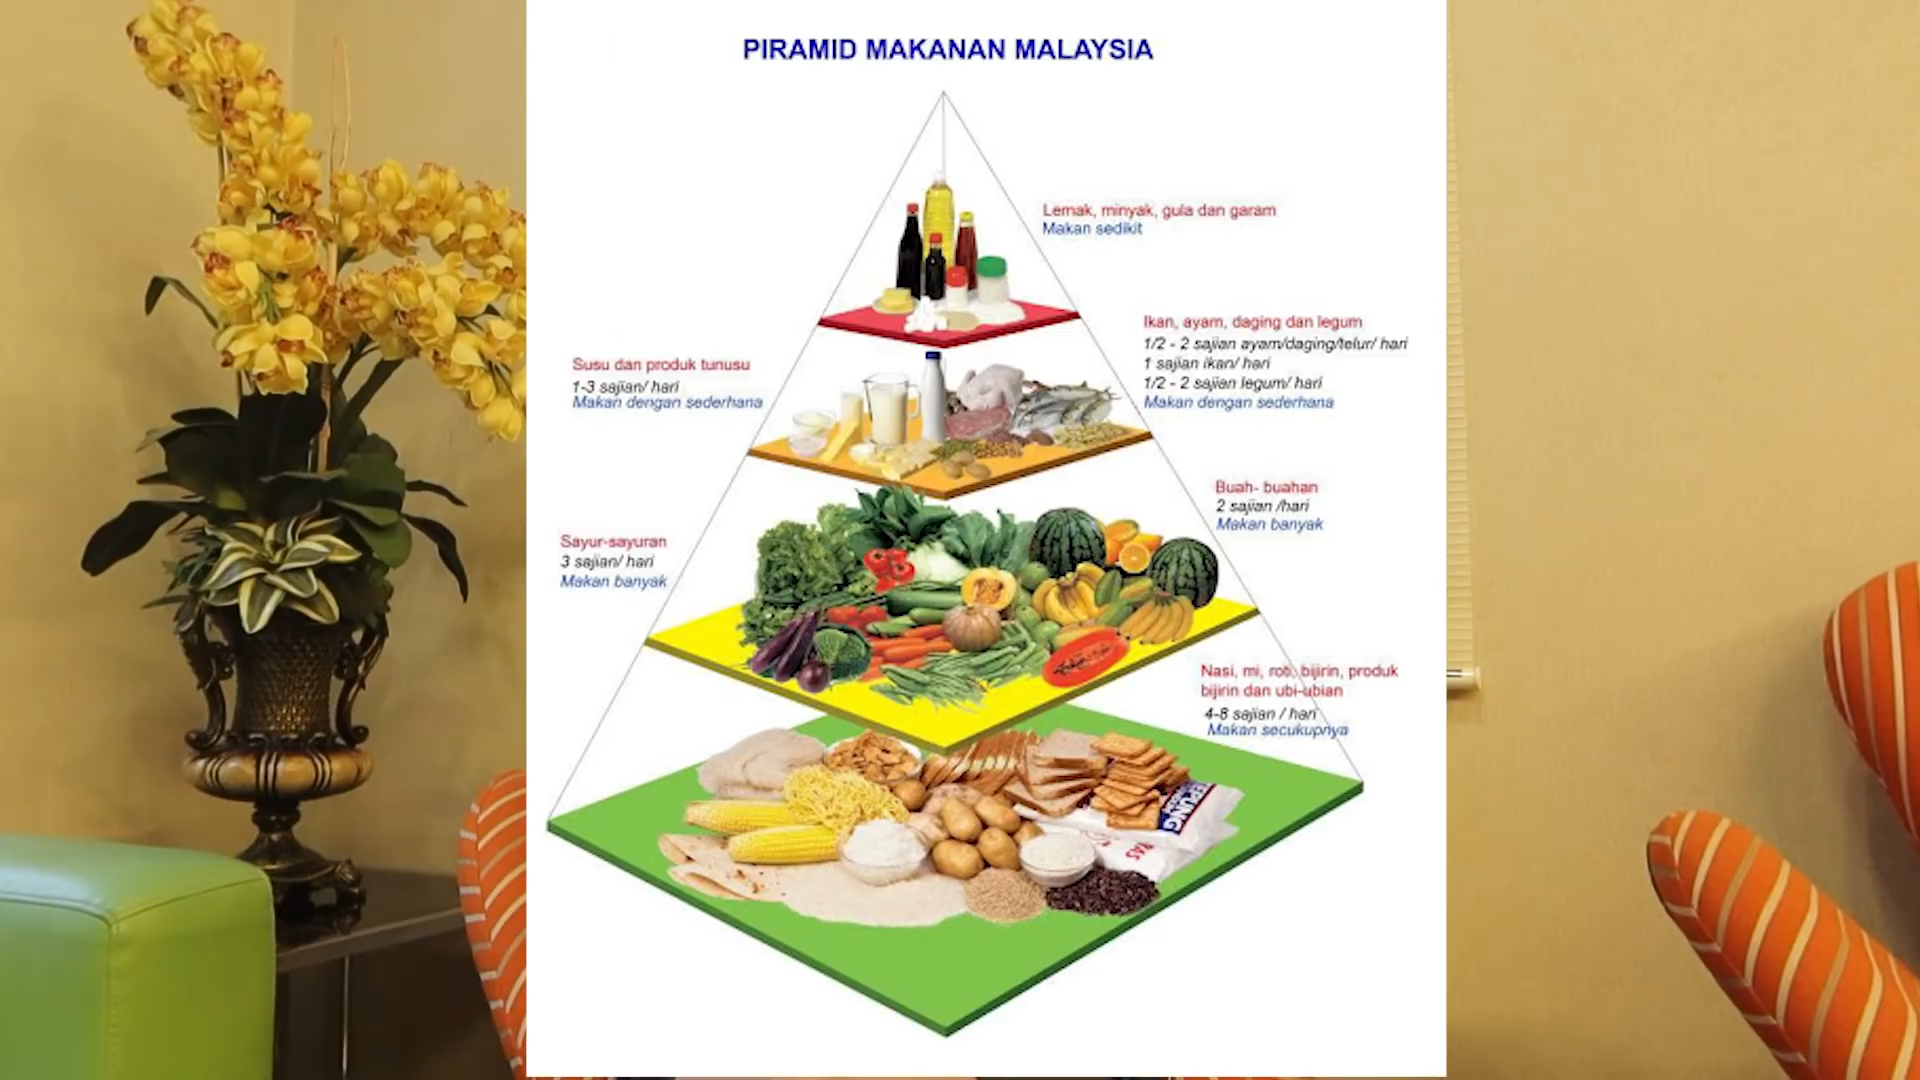 PIRAMID MAKANAN MALAYSIA
Lemak, minyak, gula dan garam
Makan sedikit
Ikan, ayam, daging dan legum
1/2 - 2 sajian ayam/daging/telur/ hari
1 sajian ikan/ hari
1/2 - 2 sajian legum/ hari
Makan dengan sederhana
Susu dan produk tunusu
1-3 sajian/ hari
Makan dengan sederhana
Buah- buahan
2 sajian /hari
Makan banyak
Sayur-sayuran
3 sajian/ hari
Makan banyak
Nasi, mi, roti, bijirin, produk
bijirin dan ubi-ubian
4-8 sajian / hari
Makan secukupnya